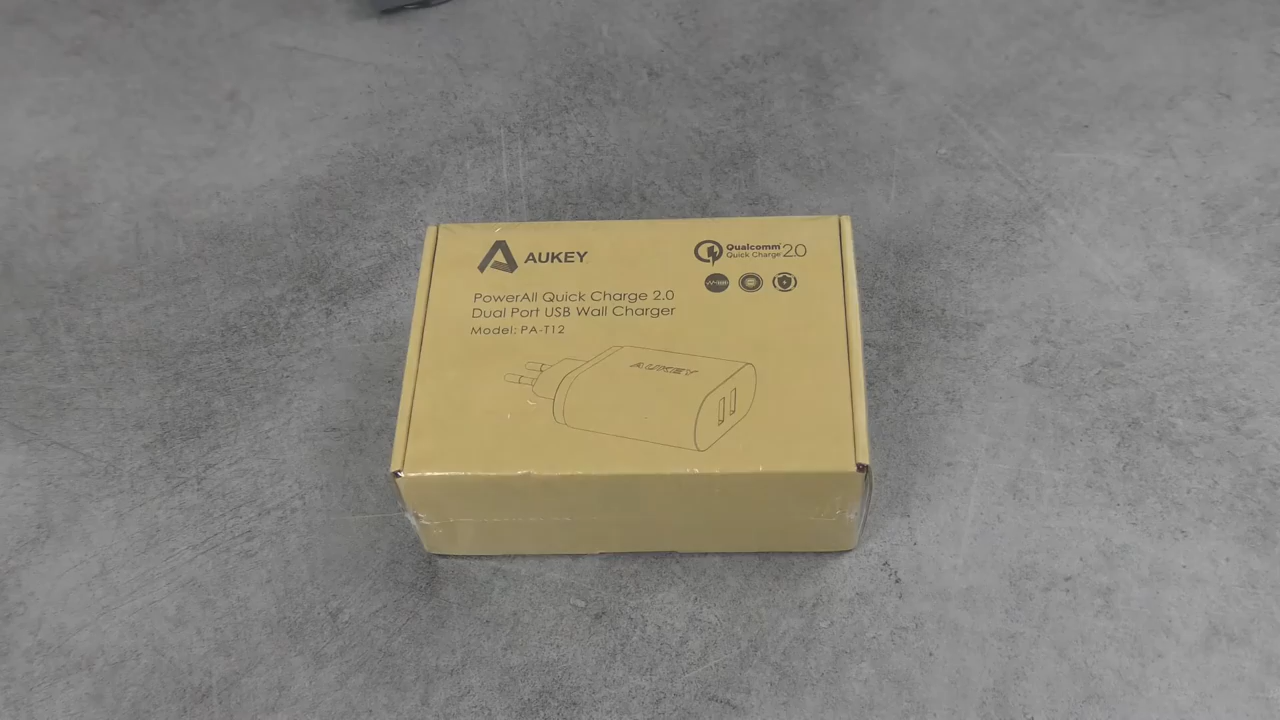 AUKEY
Qualcomm
Quick Charge 2.0
PowerAll Quick Charge 2.0
Dual Port USB Wall Charger
Model: PA-T12
AUKEY